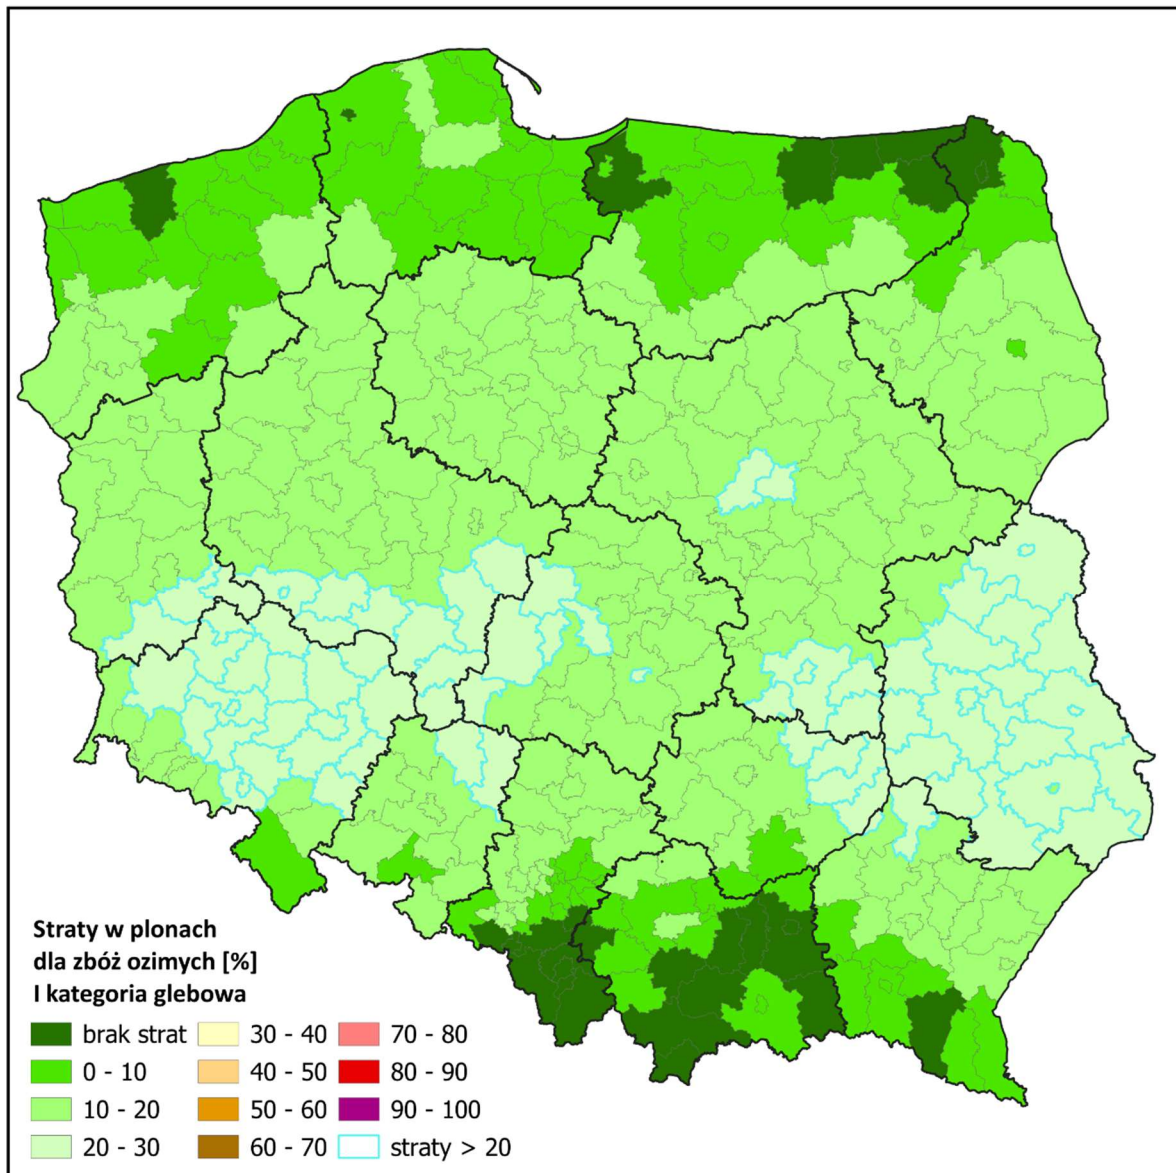 Straty w plonach
dla zbóż ozimych [%]
I kategoria glebowa
brak strat
0 - 10
10 - 20
20 - 30
30 - 40
40 - 50
50 - 60
60 - 70
70 - 80
80 - 90
90 - 100
straty > 20